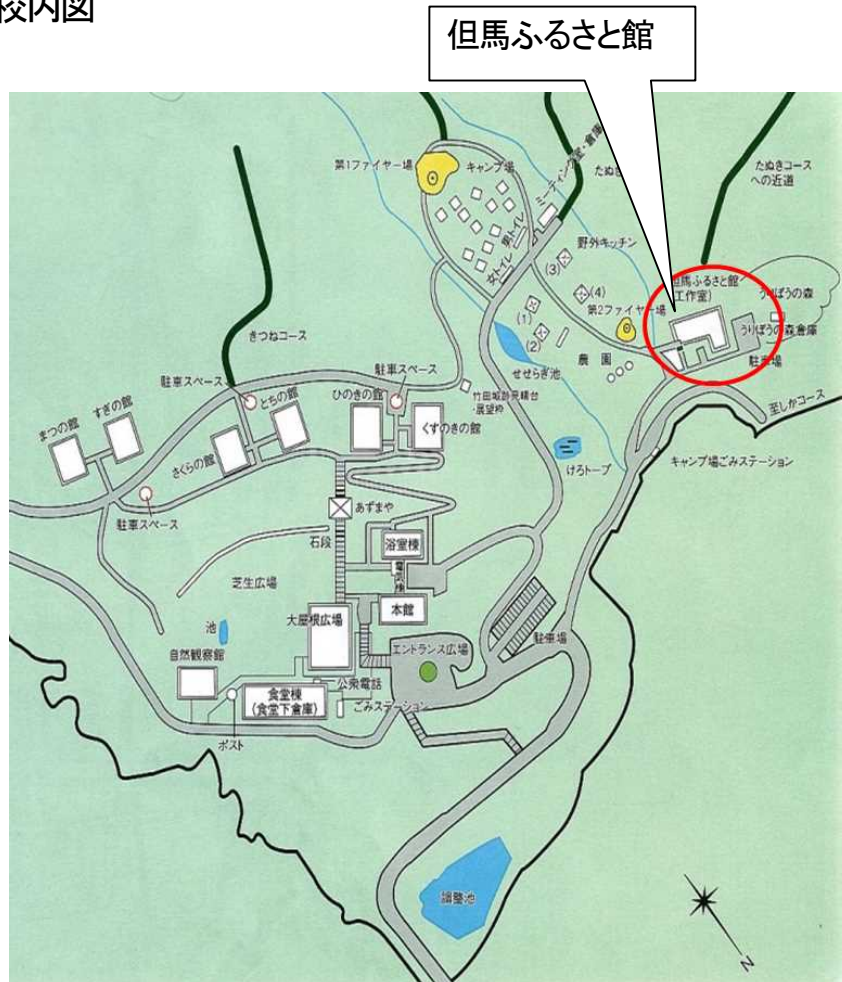 校内図
但馬ふるさと館
第1ファイヤー場
キャンプ場
ミーティング室・倉庫
たぬき
たぬきコース
への近道
男トイレ
女トイレ
野外キッチン
(3)
(4)
(1)
(2)
第2ファイヤー場
但馬ふるさと館
(工作室)
うりぼうの森
うりぼうの森倉庫
駐車場
農園
せせらぎ池
至しかコース
きつねコース
駐車スペース
駐車スペース
竹田城跡見晴台
・展望枠
まつの館
すぎの館
さくらの館
とちの館
ひのきの館
くすのきの館
けろトープ
キャンプ場ごみステーション
駐車スペース
あずまや
石段
浴室棟
電気棟
芝生広場
本館
大屋根広場
池
エントランス広場
駐車場
自然観察館
公衆電話
食堂棟
(食堂下倉庫)
ごみステーション
ポスト
調整池
N